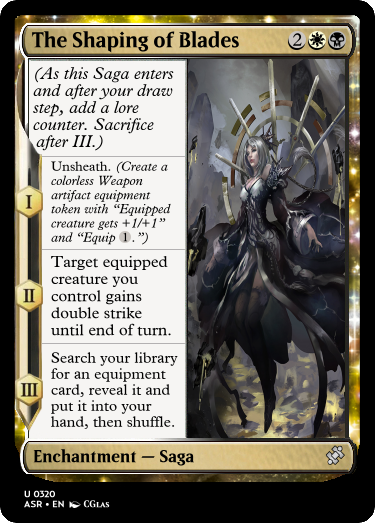 The Shaping of Blades 2
(As this Saga enters
and after your draw
step, add a lore
counter. Sacrifice
after III.)
I
Unsheath. (Create a
colorless Weapon
artifact equipment
token with “Equipped
creature gets +1/+1”
and “Equip 1.”)
II
Target equipped
creature you
control gains
double strike
until end of turn.
III
Search your library
for an equipment
card, reveal it and
put it into your
hand, then shuffle.
Enchantment — Saga
U 0320
ASR • EN CGlas